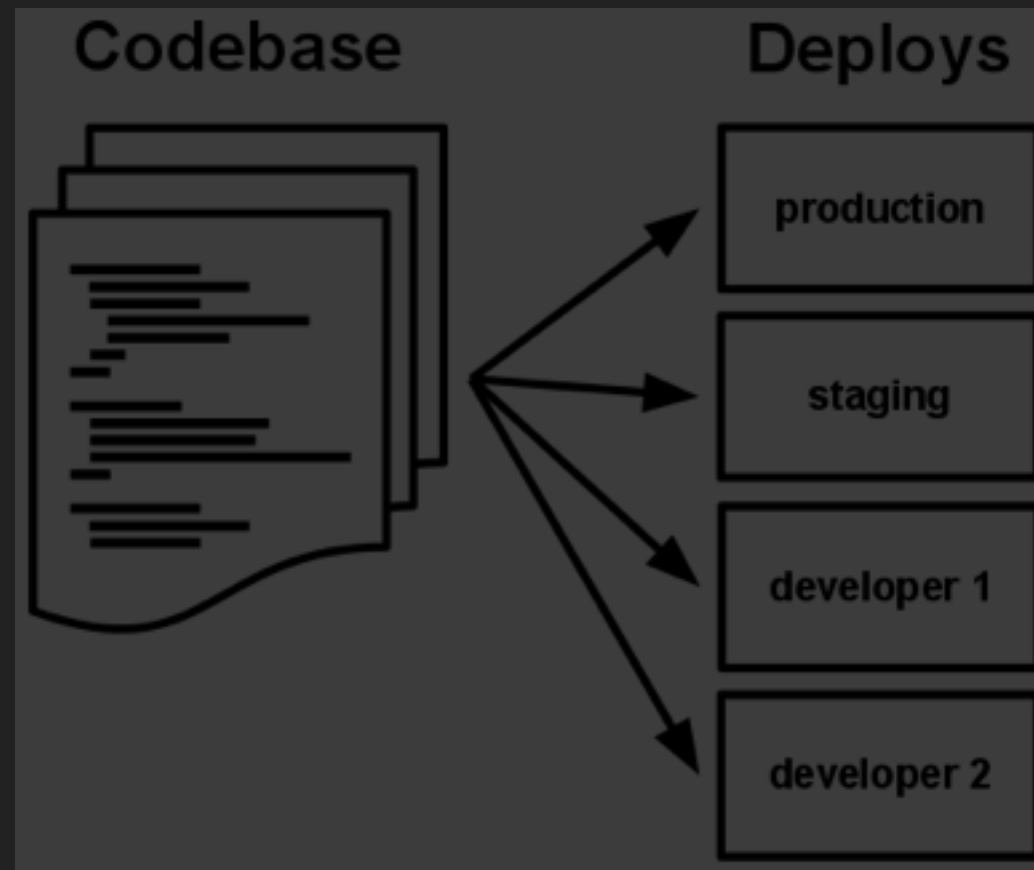 Codebase
Deploys
production
staging
developer 1
developer 2